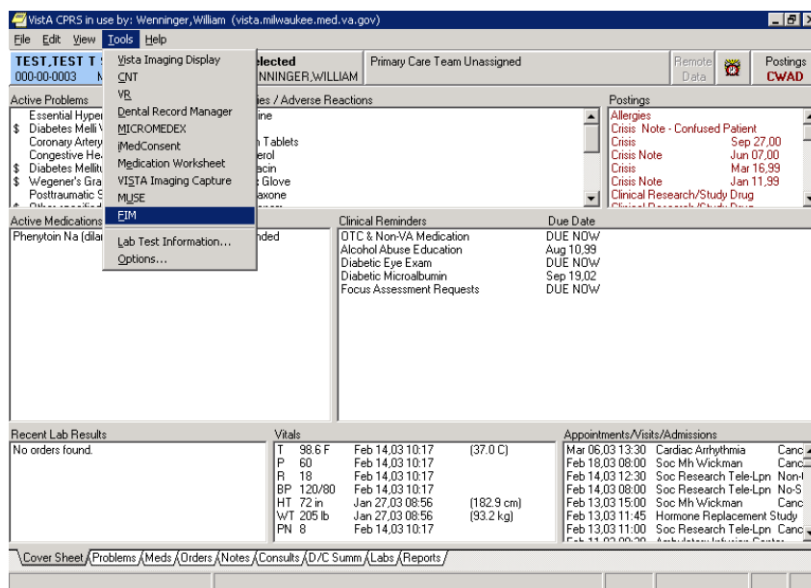 VistA CPRS in use by: Wenninger,William (vista.milwaukee.med.va.gov)
File Edit View Tools Help
TEST,TEST T
000-00-0003
elected
NNINGER,WILLIAM
Primary Care Team Unassigned
Remote
Data
Postings
CWAD
Vista Imaging Display
CNT
VR
Dental Record Manager
MICROMEDEX
iMedConsent
Medication Worksheet
VISTA Imaging Capture
MUSE
FIM
Lab Test Information...
Options...
Active Problems
Essential Hyper
$ Diabetes Melli
Coronary Artery
Congestive He
$ Diabetes Mellit
$ Wegener's Gra
Posttraumatic S
ies / Adverse Reactions
ine
Tablets
erol
acin
Glove
axone
Postings
Allergies
Crisis Note - Confused Patient
Crisis Sep 27,00
Crisis Note Jun 07,00
Crisis Mar 16,99
Crisis Note Jan 11,99
Clinical Research/Study Drug
Active Medications
Phenytoin Na (dila
nded
Clinical Reminders Due Date
OTC & Non-VA Medication DUE NOW
Alcohol Abuse Education Aug 10,99
Diabetic Eye Exam DUE NOW
Diabetic Microalbumin Sep 19,02
Focus Assessment Requests DUE NOW
Recent Lab Results
No orders found.
Vitals
T 98.6 F Feb 14,03 10:17 (37.0 C)
P 60 Feb 14,03 10:17
R 18 Feb 14,03 10:17
BP 120/80 Feb 14,03 10:17
HT 72 in Jan 27,03 08:56 (182.9 cm)
WT 205 lb Jan 27,03 08:56 (93.2 kg)
PN 8 Feb 14,03 10:17
Appointments/Visits/Admissions
Mar 06,03 13:30 Cardiac Arrhythmia Canc
Feb 18,03 08:00 Soc Mh Wickman Canc
Feb 14,03 12:30 Soc Research Tele-Lpn Non-
Feb 14,03 08:00 Soc Research Tele-Lpn No-S
Feb 13,03 15:00 Soc Mh Wickman Canc
Feb 13,03 11:45 Hormone Replacement Study
Feb 13,03 11:00 Soc Research Tele-Lpn Canc
Cover Sheet Problems Meds Orders Notes Consults D/C Summ Labs Reports